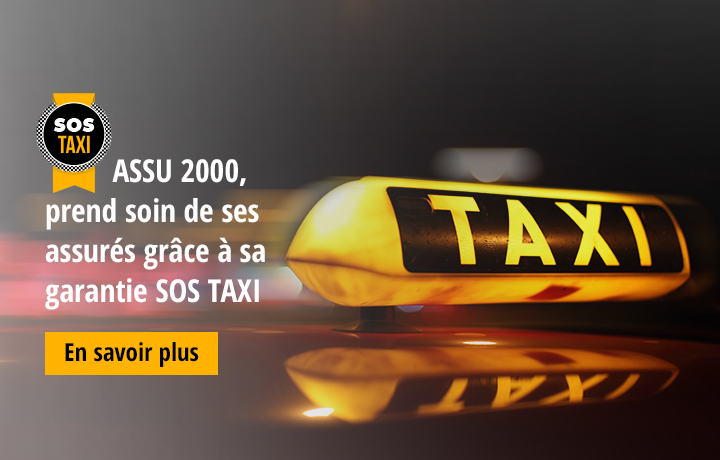 SOS
TAXI
ASSU 2000,
prend soin de ses
assurés grâce à sa
garantie SOS TAXI
En savoir plus
TAXI